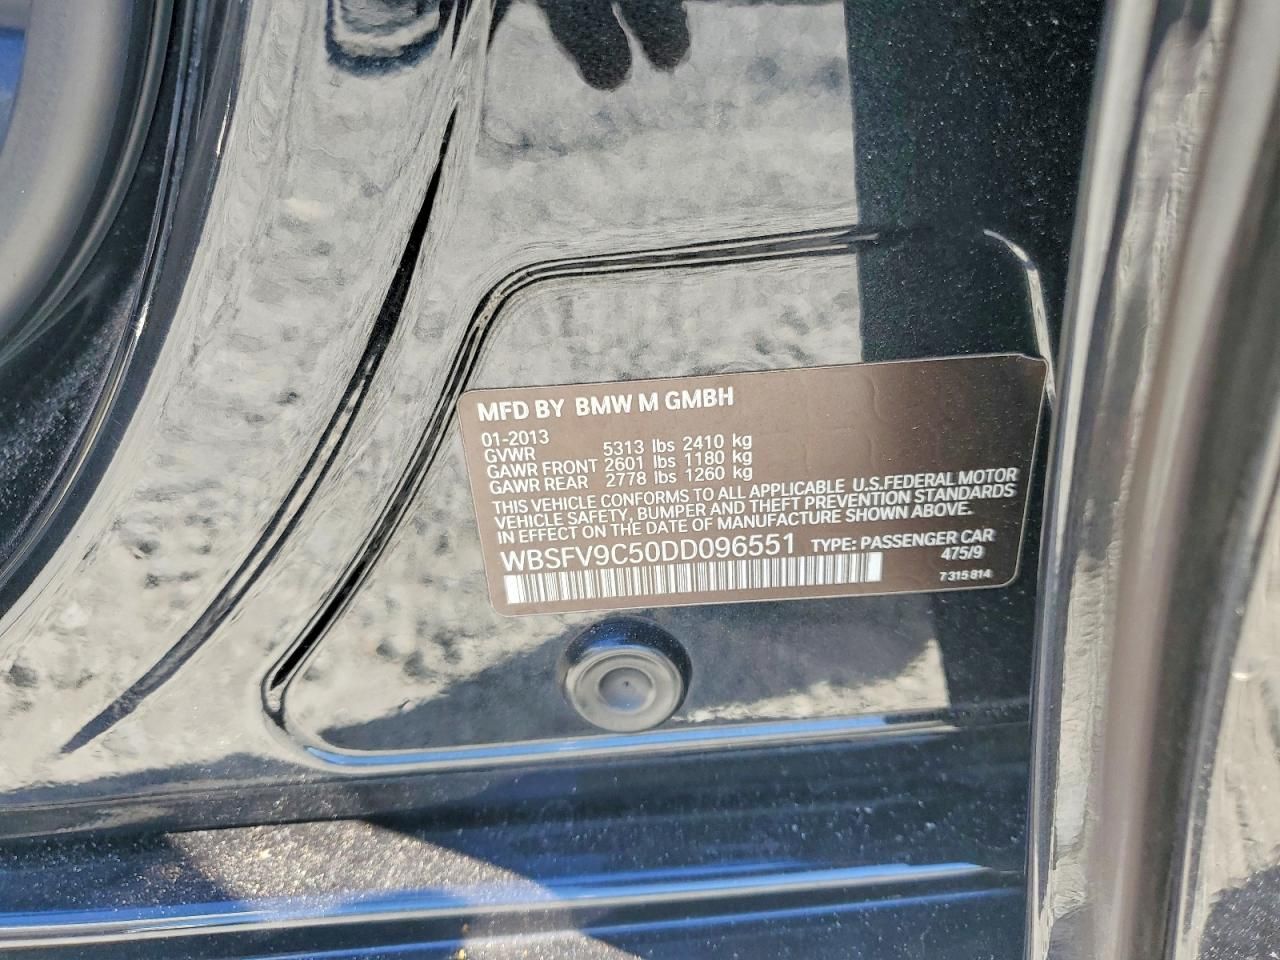 MFD BY BMW M GMBH
01-2013
GVWR 5313 lbs 2410 kg
GAWR FRONT 2601 lbs 1180 kg
GAWR REAR 2778 lbs 1260 kg
THIS VEHICLE CONFORMS TO ALL APPLICABLE U.S.FEDERAL MOTOR
VEHICLE SAFETY, BUMPER AND THEFT PREVENTION STANDARDS
IN EFFECT ON THE DATE OF MANUFACTURE SHOWN ABOVE.
WBSFV9C50DD096551 TYPE: PASSENGER CAR
475/9
7 315 814